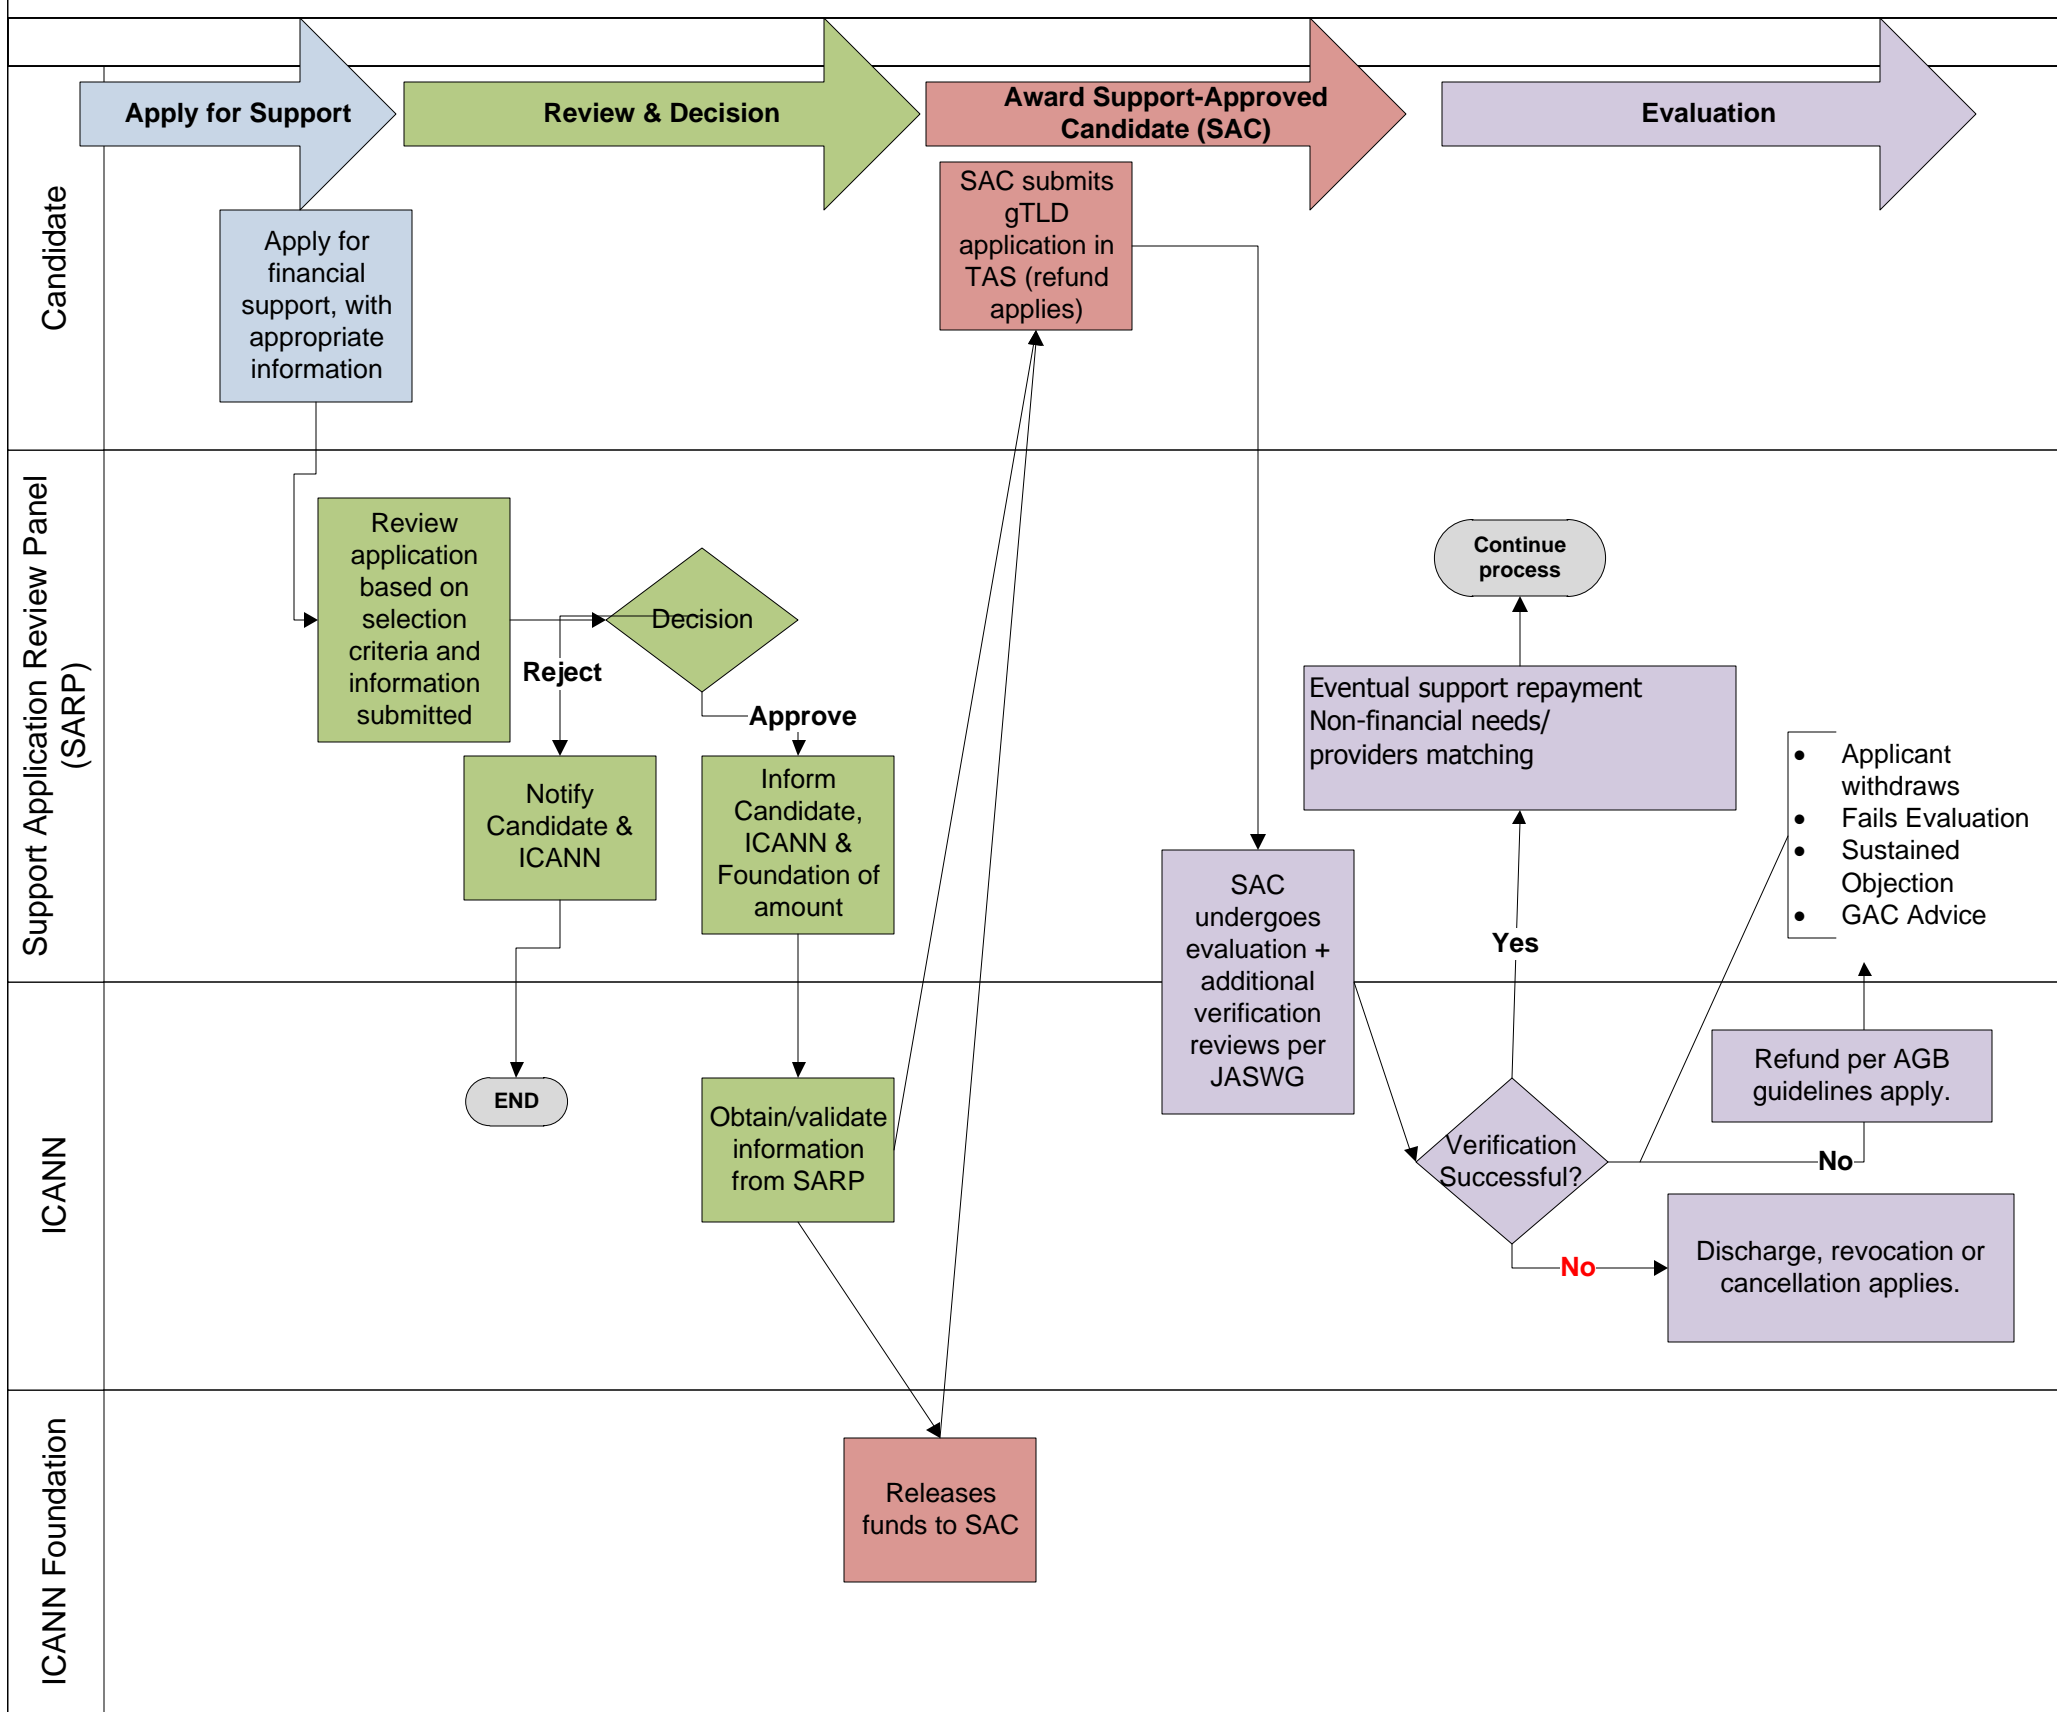 Apply for Support
Review & Decision
Award Support-Approved
Candidate (SAC)
Evaluation
Candidate
Apply for
financial
support, with
appropriate
information
SAC submits
gTLD
application in
TAS (refund
applies)
Support Application Review Panel
(SARP)
Review
application
based on
selection
criteria and
information
submitted
Decision
Reject
Approve
Notify
Candidate &
ICANN
Inform
Candidate,
ICANN &
Foundation of
amount
Continue
process
Eventual support repayment
Non-financial needs/
providers matching
• Applicant
withdraws
• Fails Evaluation
• Sustained
Objection
• GAC Advice
SAC
undergoes
evaluation +
additional
verification
reviews per
JASWG
Yes
ICANN
END
Obtain/validate
information
from SARP
Verification
Successful?
Refund per AGB
guidelines apply.
No
No
Discharge, revocation or
cancellation applies.
ICANN Foundation
Releases
funds to SAC